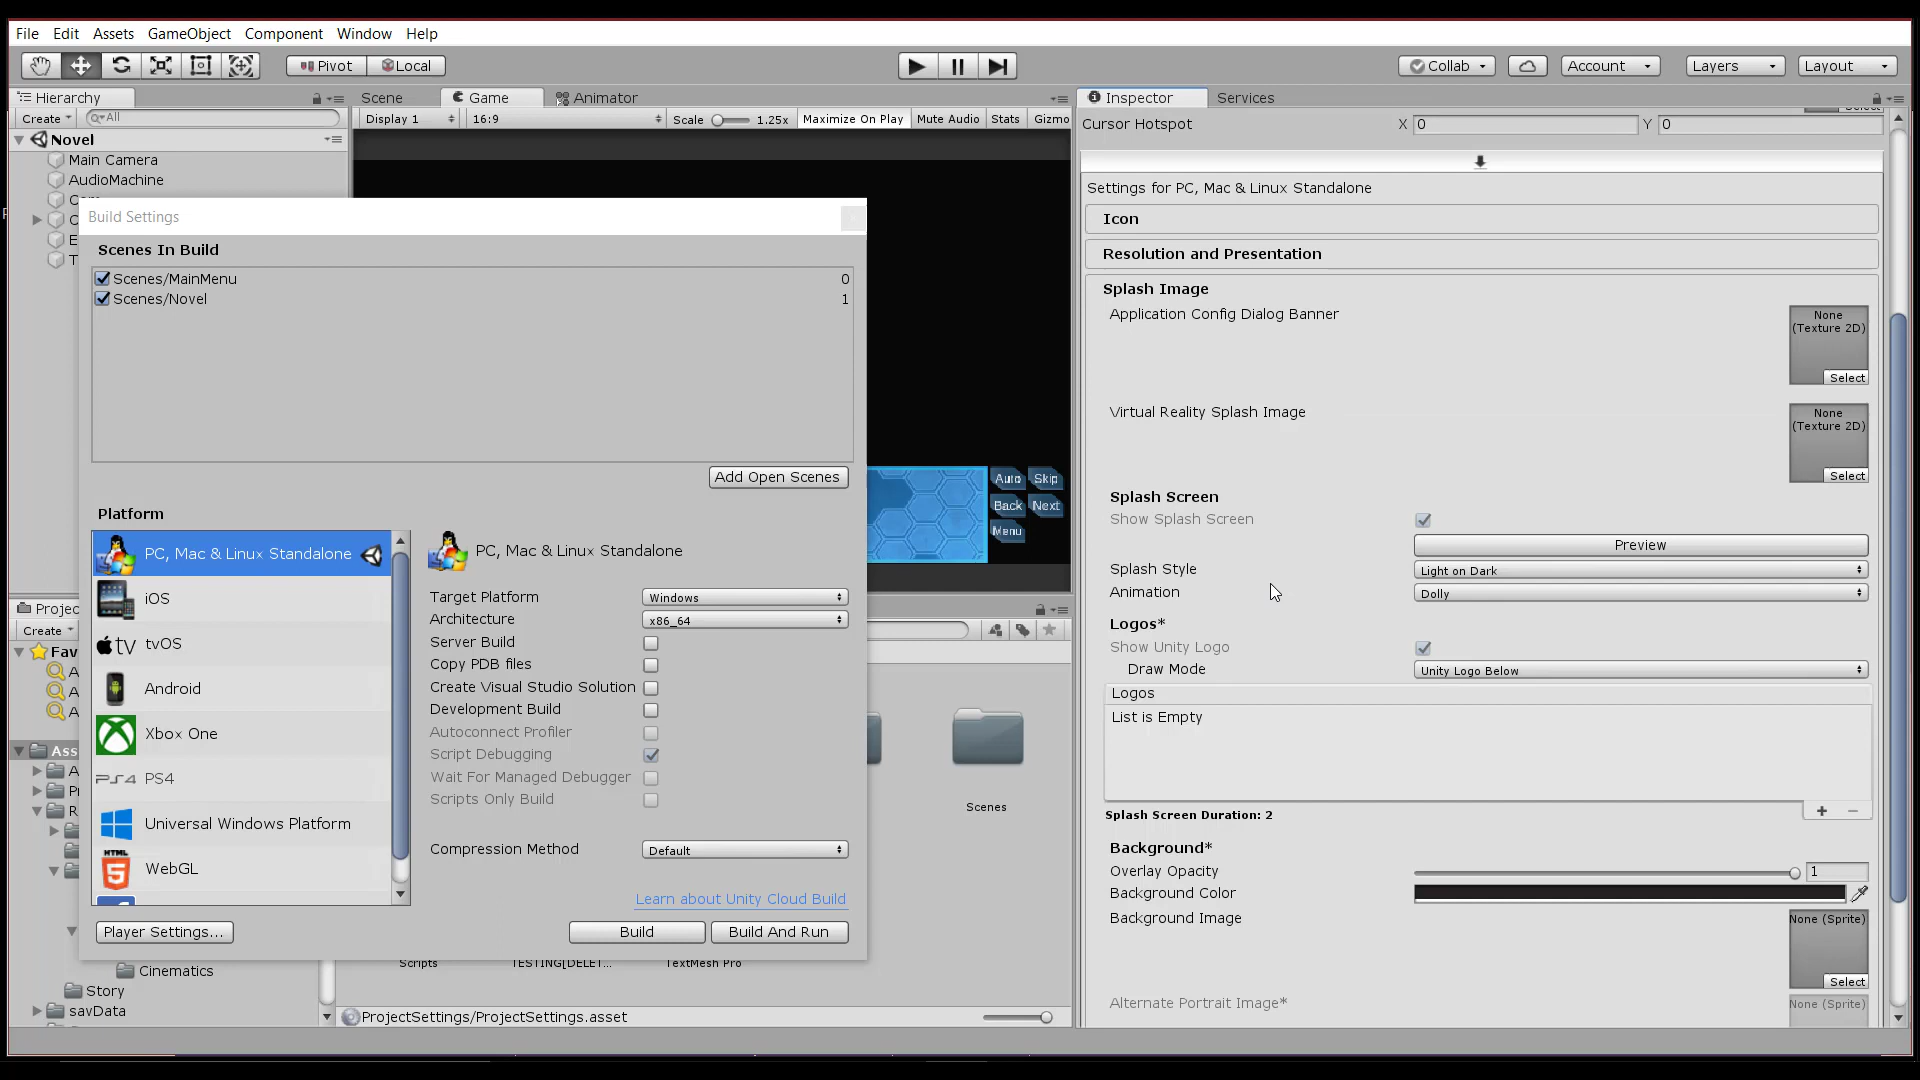 File Edit Assets GameObject Component Window Help
Pivot Local Collab Account Layers Layout
Hierarchy
Create All
Novel
Main Camera
AudioMachine
Scene Game Animator
Display 1 16:9 Scale 1.25x Maximize On Play Mute Audio Stats Gizmo
Build Settings
Scenes In Build
Scenes/MainMenu 0
Scenes/Novel 1
Add Open Scenes
Platform
PC, Mac & Linux Standalone
iOS
tvOS
Android
Xbox One
PS4
Universal Windows Platform
HTML
WebGL
PC, Mac & Linux Standalone
Target Platform Windows
Architecture x86_64
Server Build
Copy PDB files
Create Visual Studio Solution
Development Build
Autoconnect Profiler
Script Debugging
Wait For Managed Debugger
Scripts Only Build
Compression Method Default
Learn about Unity Cloud Build
Player Settings... Build Build And Run
Auto Skip
Back Next
Menu
Projec
Create
Fav
Ass
Cinematics
Story
savData
Scenes
Scripts TESTING[DELET... TextMesh Pro
ProjectSettings/ProjectSettings.asset
Inspector Services
Select
Cursor Hotspot X 0 Y 0
Settings for PC, Mac & Linux Standalone
Icon
Resolution and Presentation
Splash Image
Application Config Dialog Banner
None
(Texture 2D)
Select
Virtual Reality Splash Image
None
(Texture 2D)
Select
Splash Screen
Show Splash Screen
Preview
Splash Style Light on Dark
Animation Dolly
Logos*
Show Unity Logo
Draw Mode Unity Logo Below
Logos
List is Empty
+ −
Splash Screen Duration: 2
Background*
Overlay Opacity 1
Background Color
Background Image None (Sprite)
Select
Alternate Portrait Image* None (Sprite)